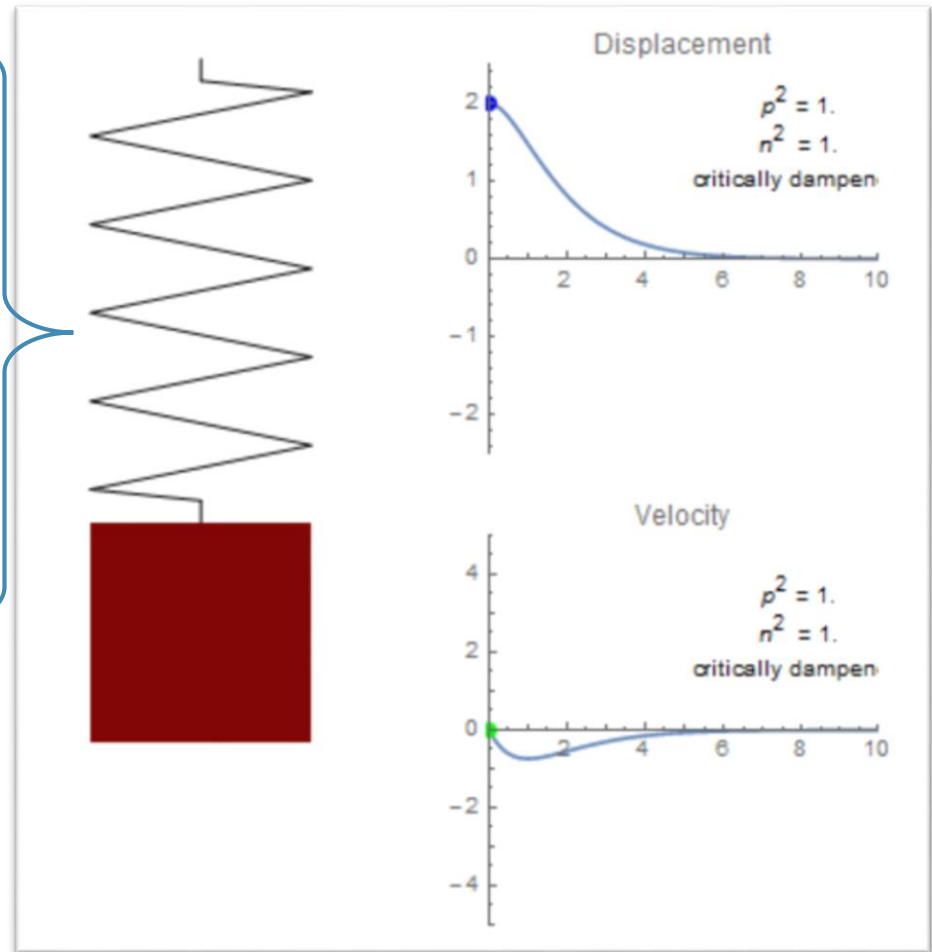 Displacement
p² = 1.
n² = 1.
critically dampen
2
1
0
-1
-2
2 4 6 8 10
Velocity
p² = 1.
n² = 1.
critically dampen
4
2
0
-2
-4
2 4 6 8 10